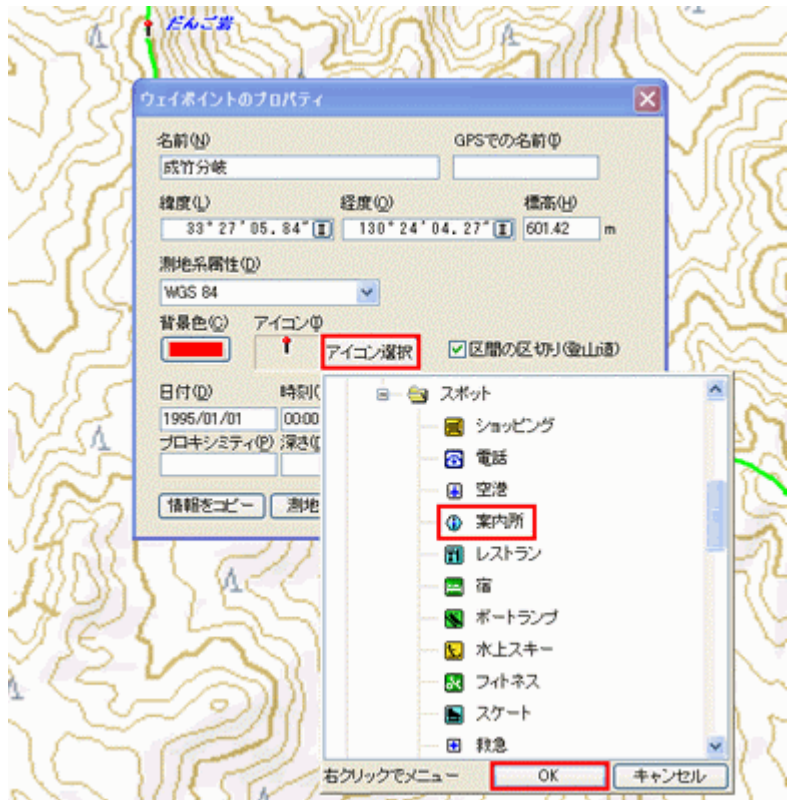 だんご岩
ウェイポイントのプロパティ
名前(N) GPSでの名前(I)
成竹分岐
緯度(L) 経度(O) 標高(H)
33°27'05.84" 130°24'04.27" 601.42 m
測地系属性(D)
WGS 84
背景色(C) アイコン(I)
アイコン選択 区間の区切り(登山道)
日付(D) 時刻(
1995/01/01 00:00
プロキシミティ(P) 深さ(
情報をコピー 測地
スポット
ショッピング
電話
空港
案内所
レストラン
宿
ボートランプ
水上スキー
フィトネス
スケート
救急
右クリックでメニュー OK キャンセル